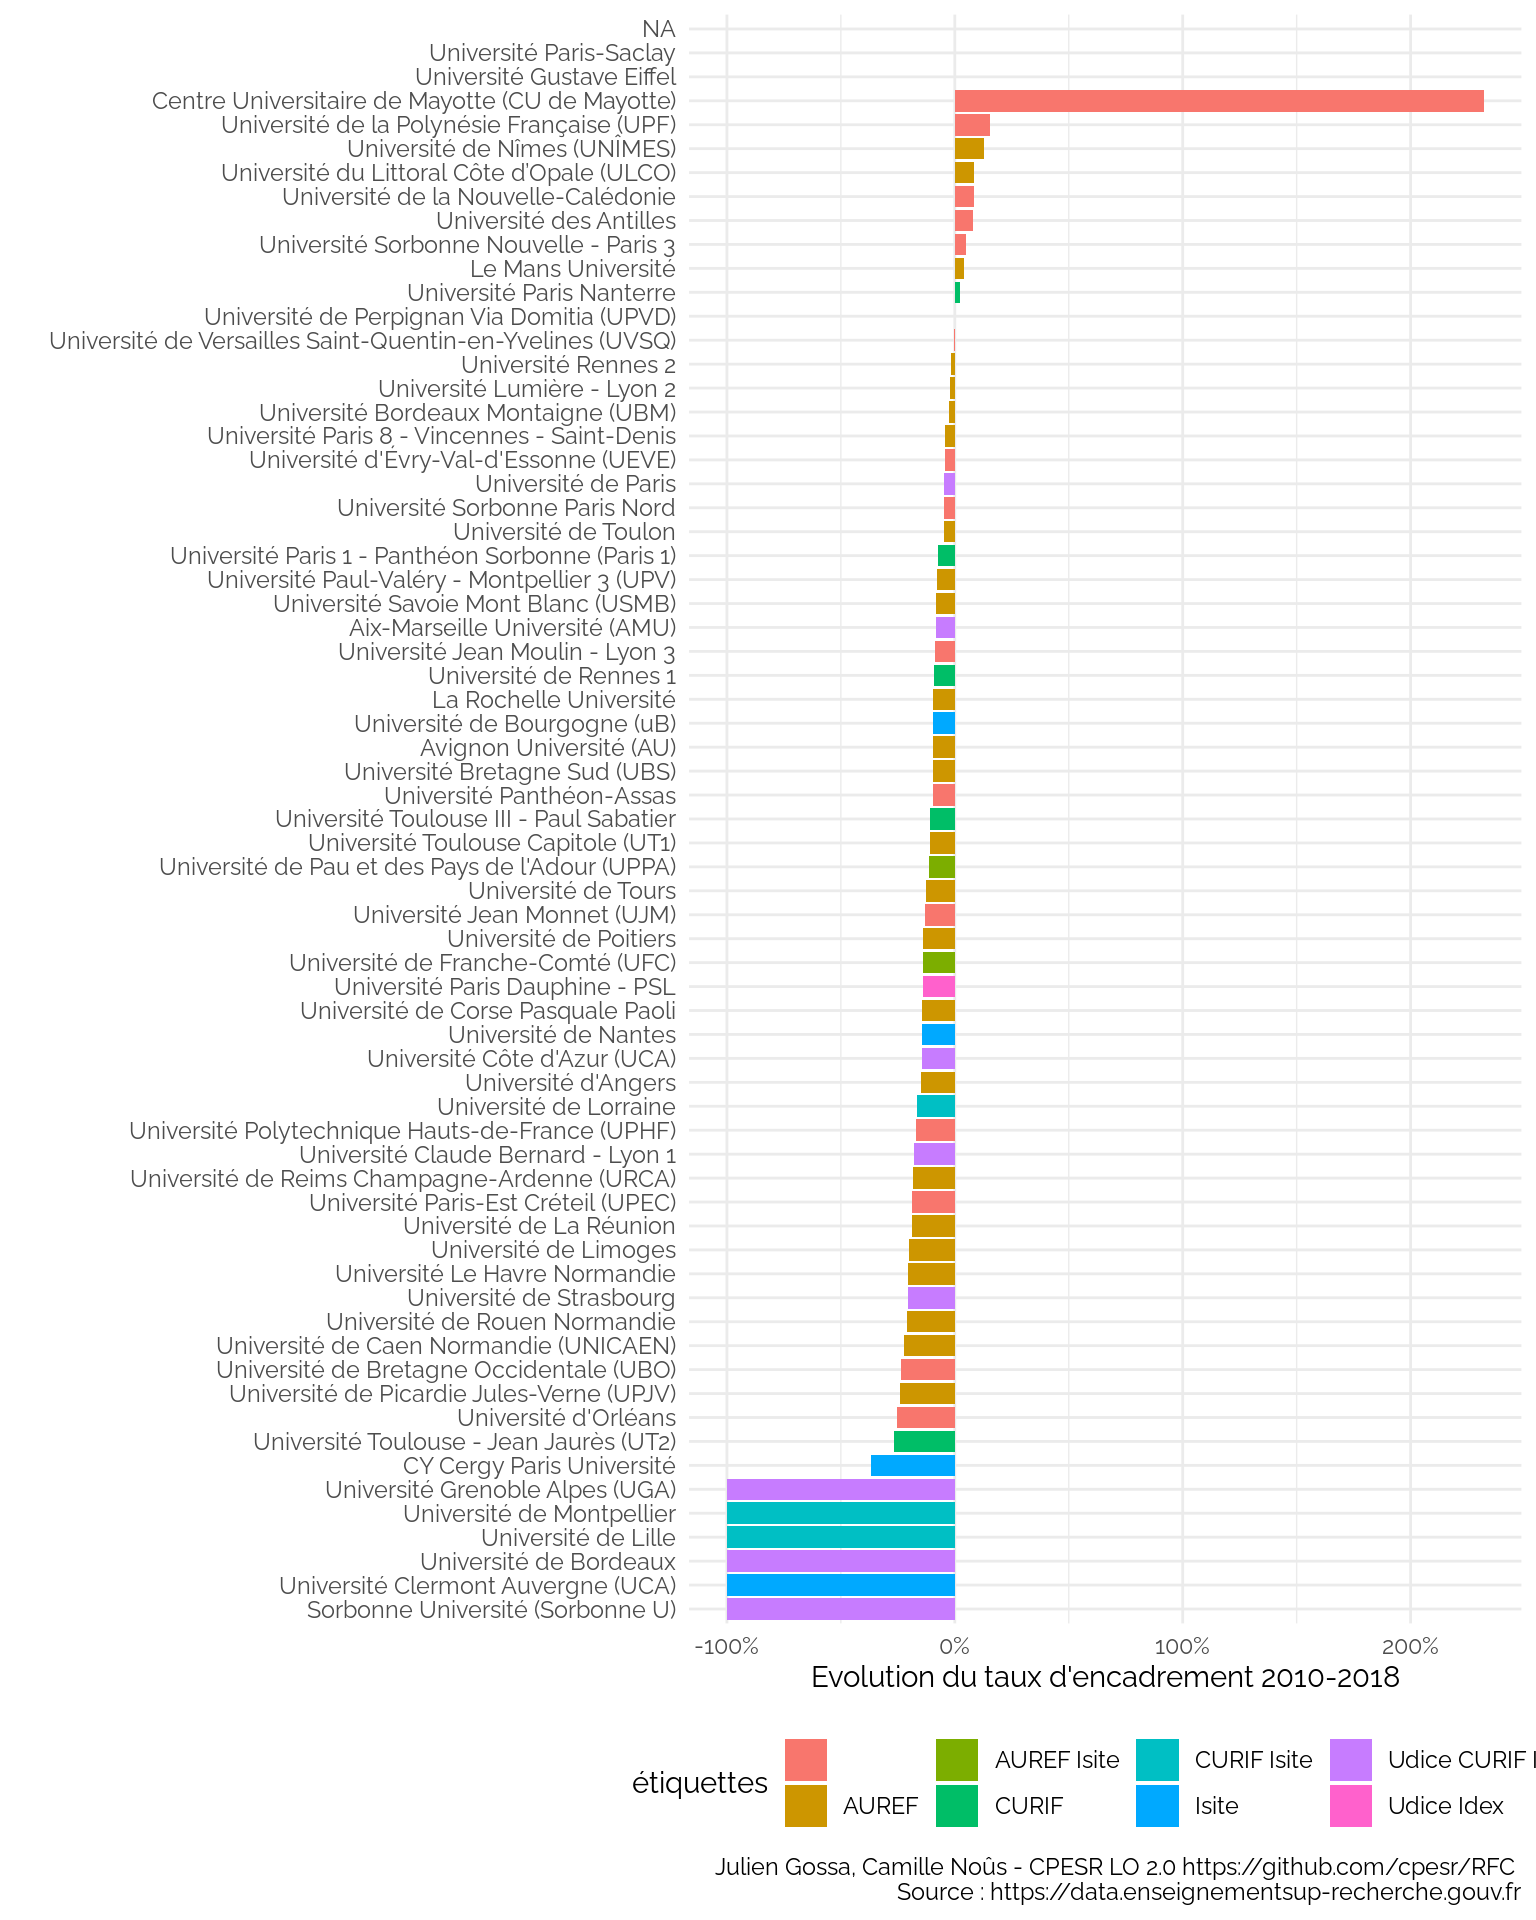 NA
Université Paris-Saclay
Université Gustave Eiffel
Centre Universitaire de Mayotte (CU de Mayotte)
Université de la Polynésie Française (UPF)
Université de Nîmes (UNÎMES)
Université du Littoral Côte d'Opale (ULCO)
Université de la Nouvelle-Calédonie
Université des Antilles
Université Sorbonne Nouvelle - Paris 3
Le Mans Université
Université Paris Nanterre
Université de Perpignan Via Domitia (UPVD)
Université de Versailles Saint-Quentin-en-Yvelines (UVSQ)
Université Rennes 2
Université Lumière - Lyon 2
Université Bordeaux Montaigne (UBM)
Université Paris 8 - Vincennes - Saint-Denis
Université d'Évry-Val-d'Essonne (UEVE)
Université de Paris
Université Sorbonne Paris Nord
Université de Toulon
Université Paris 1 - Panthéon Sorbonne (Paris 1)
Université Paul-Valéry - Montpellier 3 (UPV)
Université Savoie Mont Blanc (USMB)
Aix-Marseille Université (AMU)
Université Jean Moulin - Lyon 3
Université de Rennes 1
La Rochelle Université
Université de Bourgogne (uB)
Avignon Université (AU)
Université Bretagne Sud (UBS)
Université Panthéon-Assas
Université Toulouse III - Paul Sabatier
Université Toulouse Capitole (UT1)
Université de Pau et des Pays de l'Adour (UPPA)
Université de Tours
Université Jean Monnet (UJM)
Université de Poitiers
Université de Franche-Comté (UFC)
Université Paris Dauphine - PSL
Université de Corse Pasquale Paoli
Université de Nantes
Université Côte d'Azur (UCA)
Université d'Angers
Université de Lorraine
Université Polytechnique Hauts-de-France (UPHF)
Université Claude Bernard - Lyon 1
Université de Reims Champagne-Ardenne (URCA)
Université Paris-Est Créteil (UPEC)
Université de La Réunion
Université de Limoges
Université Le Havre Normandie
Université de Strasbourg
Université de Rouen Normandie
Université de Caen Normandie (UNICAEN)
Université de Bretagne Occidentale (UBO)
Université de Picardie Jules-Verne (UPJV)
Université d'Orléans
Université Toulouse - Jean Jaurès (UT2)
CY Cergy Paris Université
Université Grenoble Alpes (UGA)
Université de Montpellier
Université de Lille
Université de Bordeaux
Université Clermont Auvergne (UCA)
Sorbonne Université (Sorbonne U)
-100% 0% 100% 200%
Evolution du taux d'encadrement 2010-2018
étiquettes
AUREF Isite CURIF Isite Udice CURIF I
AUREF CURIF Isite Udice Idex
Julien Gossa, Camille Noûs - CPESR LO 2.0 https://github.com/cpesr/RFC
Source : https://data.enseignementsup-recherche.gouv.fr